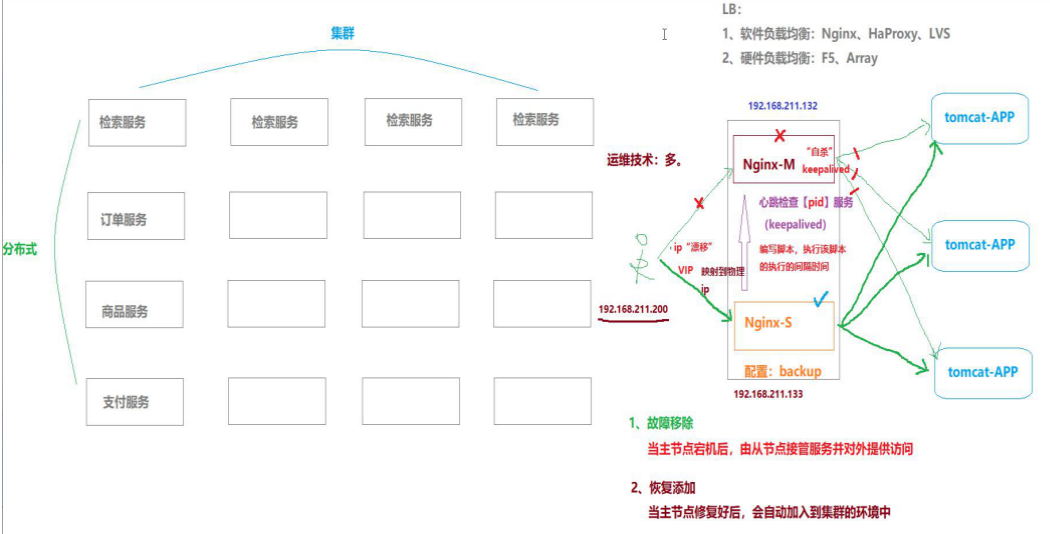 集群
LB:
1、软件负载均衡：Nginx、HaProxy、LVS
2、硬件负载均衡：F5、Array
分布式
检索服务
检索服务
检索服务
检索服务
订单服务
商品服务
支付服务
运维技术：多。
192.168.211.132
Nginx-M
“自杀”
keepalived
心跳检查【pid】服务
(keepalived)
编写脚本，执行该脚本
的执行的间隔时间
ip“漂移”
VIP 映射到物理
ip
192.168.211.200
Nginx-S
配置：backup
192.168.211.133
tomcat-APP
tomcat-APP
tomcat-APP
1、故障移除
当主节点宕机后，由从节点接管服务并对外提供访问
2、恢复添加
当主节点修复好后，会自动加入到集群的环境中